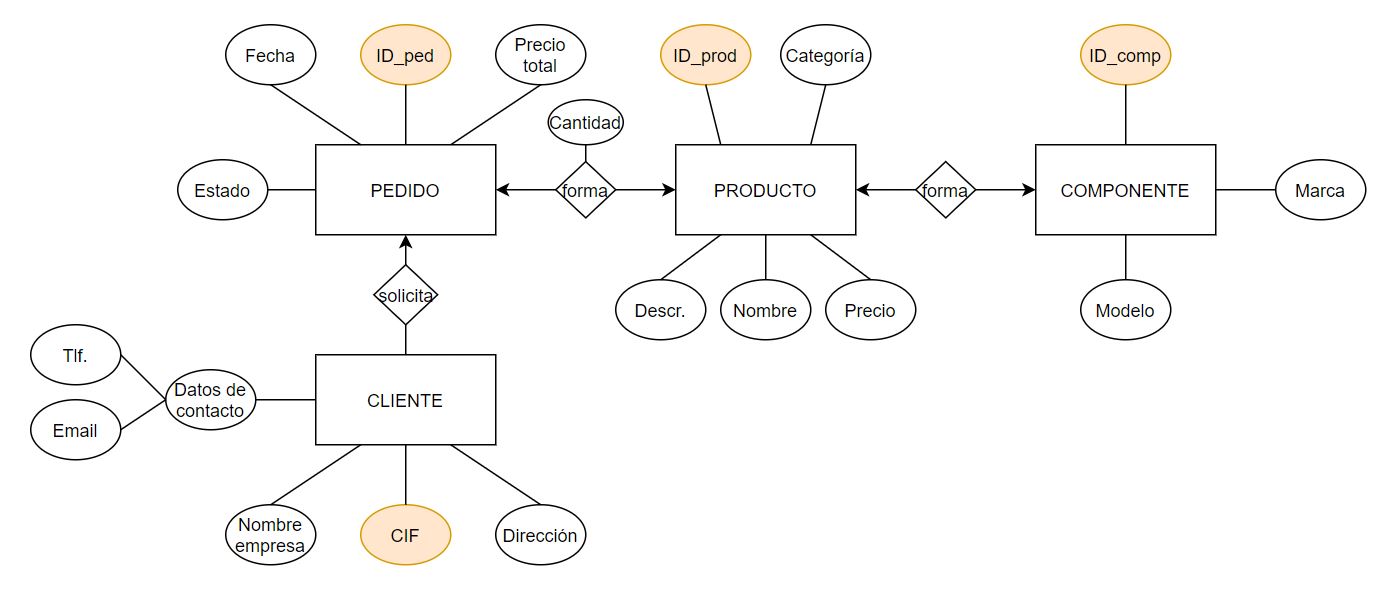 Fecha
ID_ped
Precio
total
ID_prod
Categoría
ID_comp
Cantidad
Estado
PEDIDO
forma
PRODUCTO
forma
COMPONENTE
Marca
solicita
Descr.
Nombre
Precio
Modelo
Tlf.
Datos de
contacto
CLIENTE
Email
Nombre
empresa
CIF
Dirección